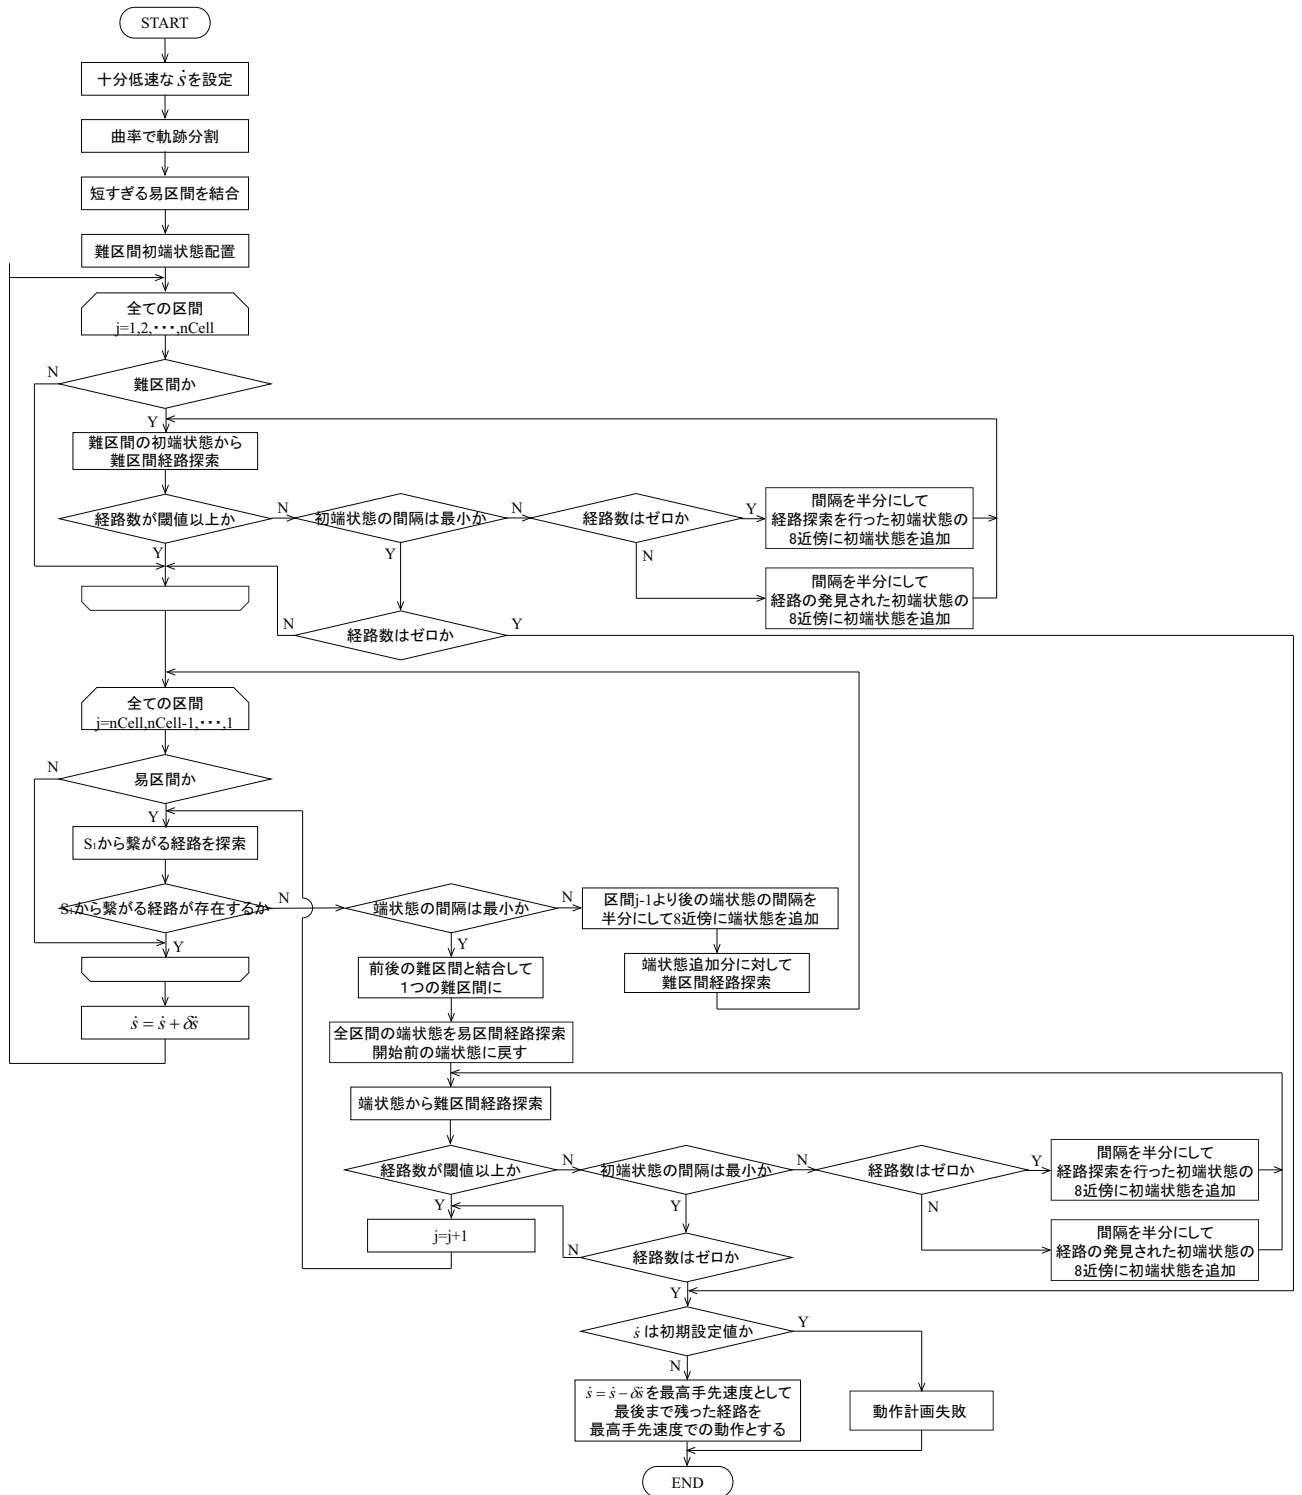 START
十分低速な ṡ を設定
曲率で軌跡分割
短すぎる易区間を結合
難区間初端状態配置
全ての区間
j=1,2,･･･,nCell
N
難区間か
Y
難区間の初端状態から
難区間経路探索
経路数が閾値以上か
N
初端状態の間隔は最小か
N
経路数はゼロか
Y
間隔を半分にして
経路探索を行った初端状態の
8近傍に初端状態を追加
Y
Y
N
間隔を半分にして
経路の発見された初端状態の
8近傍に初端状態を追加
N
経路数はゼロか
Y
全ての区間
j=nCell,nCell-1,･･･,1
N
易区間か
Y
S₁から繋がる経路を探索
S₁から繋がる経路が存在するか
N
端状態の間隔は最小か
N
区間j-1より後の端状態の間隔を
半分にして8近傍に端状態を追加
Y
Y
端状態追加分に対して
難区間経路探索
前後の難区間と結合して
1つの難区間に
ṡ = ṡ + δṡ
全区間の端状態を易区間経路探索
開始前の端状態に戻す
端状態から難区間経路探索
経路数が閾値以上か
N
初端状態の間隔は最小か
N
経路数はゼロか
Y
間隔を半分にして
経路探索を行った初端状態の
8近傍に初端状態を追加
Y
Y
N
j=j+1
間隔を半分にして
経路の発見された初端状態の
8近傍に初端状態を追加
N
経路数はゼロか
Y
ṡ は初期設定値か
Y
N
ṡ = ṡ − δṡ を最高手先速度として
最後まで残った経路を
最高手先速度での動作とする
動作計画失敗
END